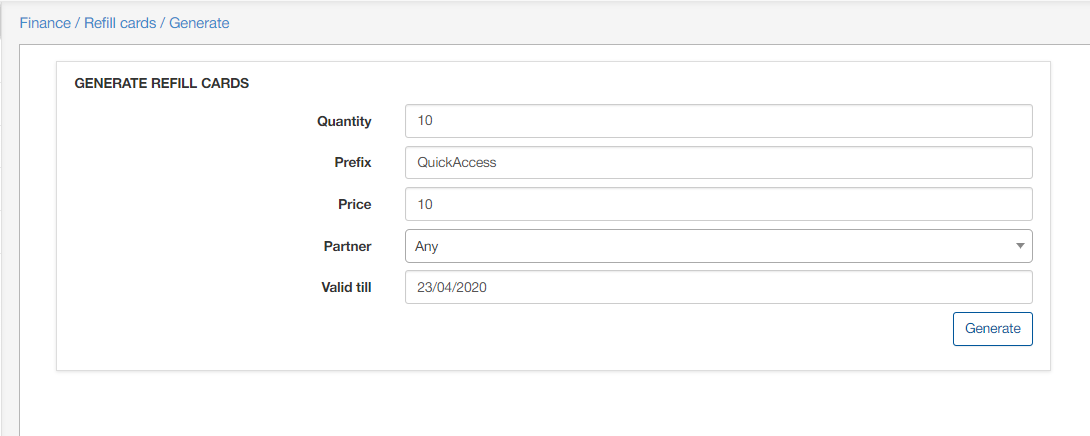 Finance / Refill cards / Generate
GENERATE REFILL CARDS
Quantity 10
Prefix QuickAccess
Price 10
Partner Any
Valid till 23/04/2020
Generate